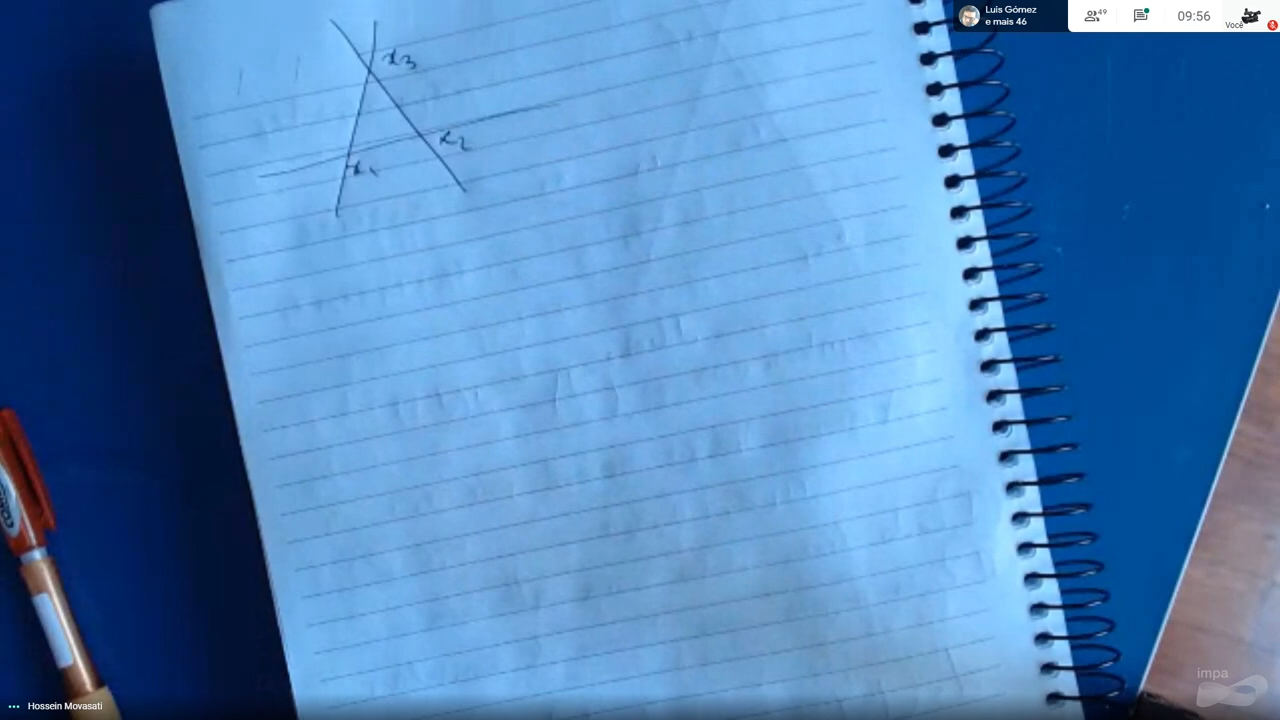 Luis Gómez
e mais 46
49
09:56
Você
x3
x2
x1
impa
Hossein Movasati